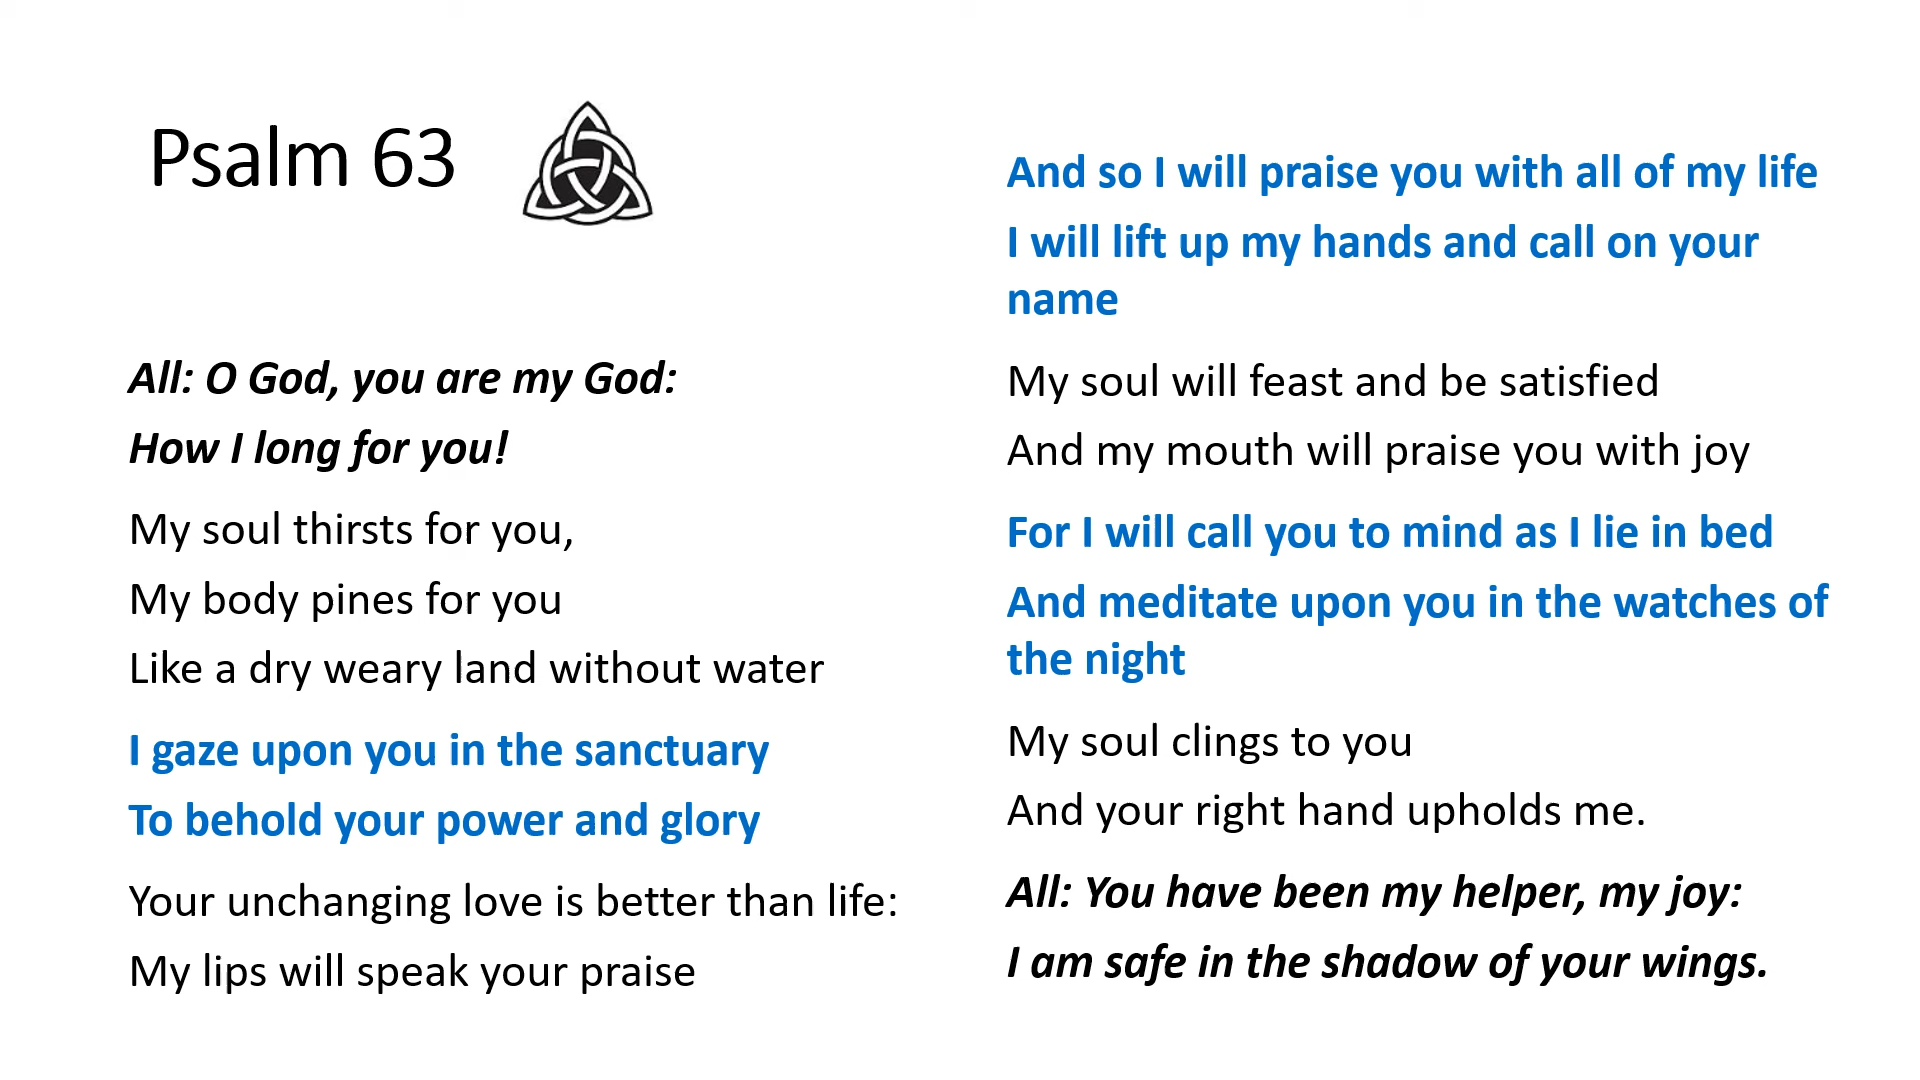 Psalm 63
All: O God, you are my God:
How I long for you!
My soul thirsts for you,
My body pines for you
Like a dry weary land without water
I gaze upon you in the sanctuary
To behold your power and glory
Your unchanging love is better than life:
My lips will speak your praise
And so I will praise you with all of my life
I will lift up my hands and call on your
name
My soul will feast and be satisfied
And my mouth will praise you with joy
For I will call you to mind as I lie in bed
And meditate upon you in the watches of
the night
My soul clings to you
And your right hand upholds me.
All: You have been my helper, my joy:
I am safe in the shadow of your wings.